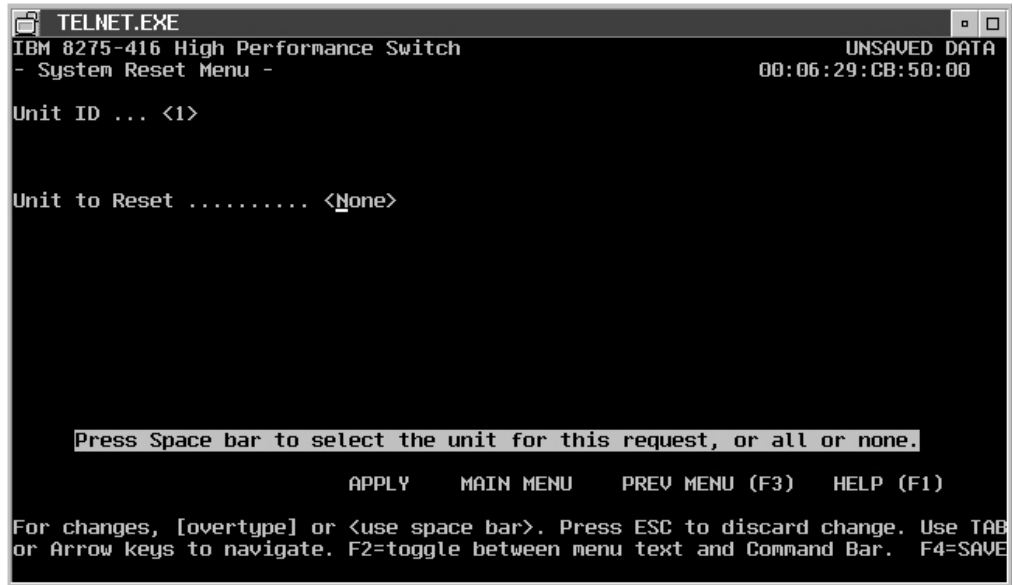 TELNET.EXE
IBM 8275-416 High Performance Switch UNSAVED DATA
- System Reset Menu - 00:06:29:CB:50:00
Unit ID ... <1>
Unit to Reset .......... <None>
Press Space bar to select the unit for this request, or all or none.
APPLY MAIN MENU PREV MENU (F3) HELP (F1)
For changes, [overtype] or <use space bar>. Press ESC to discard change. Use TAB
or Arrow keys to navigate. F2=toggle between menu text and Command Bar. F4=SAVE